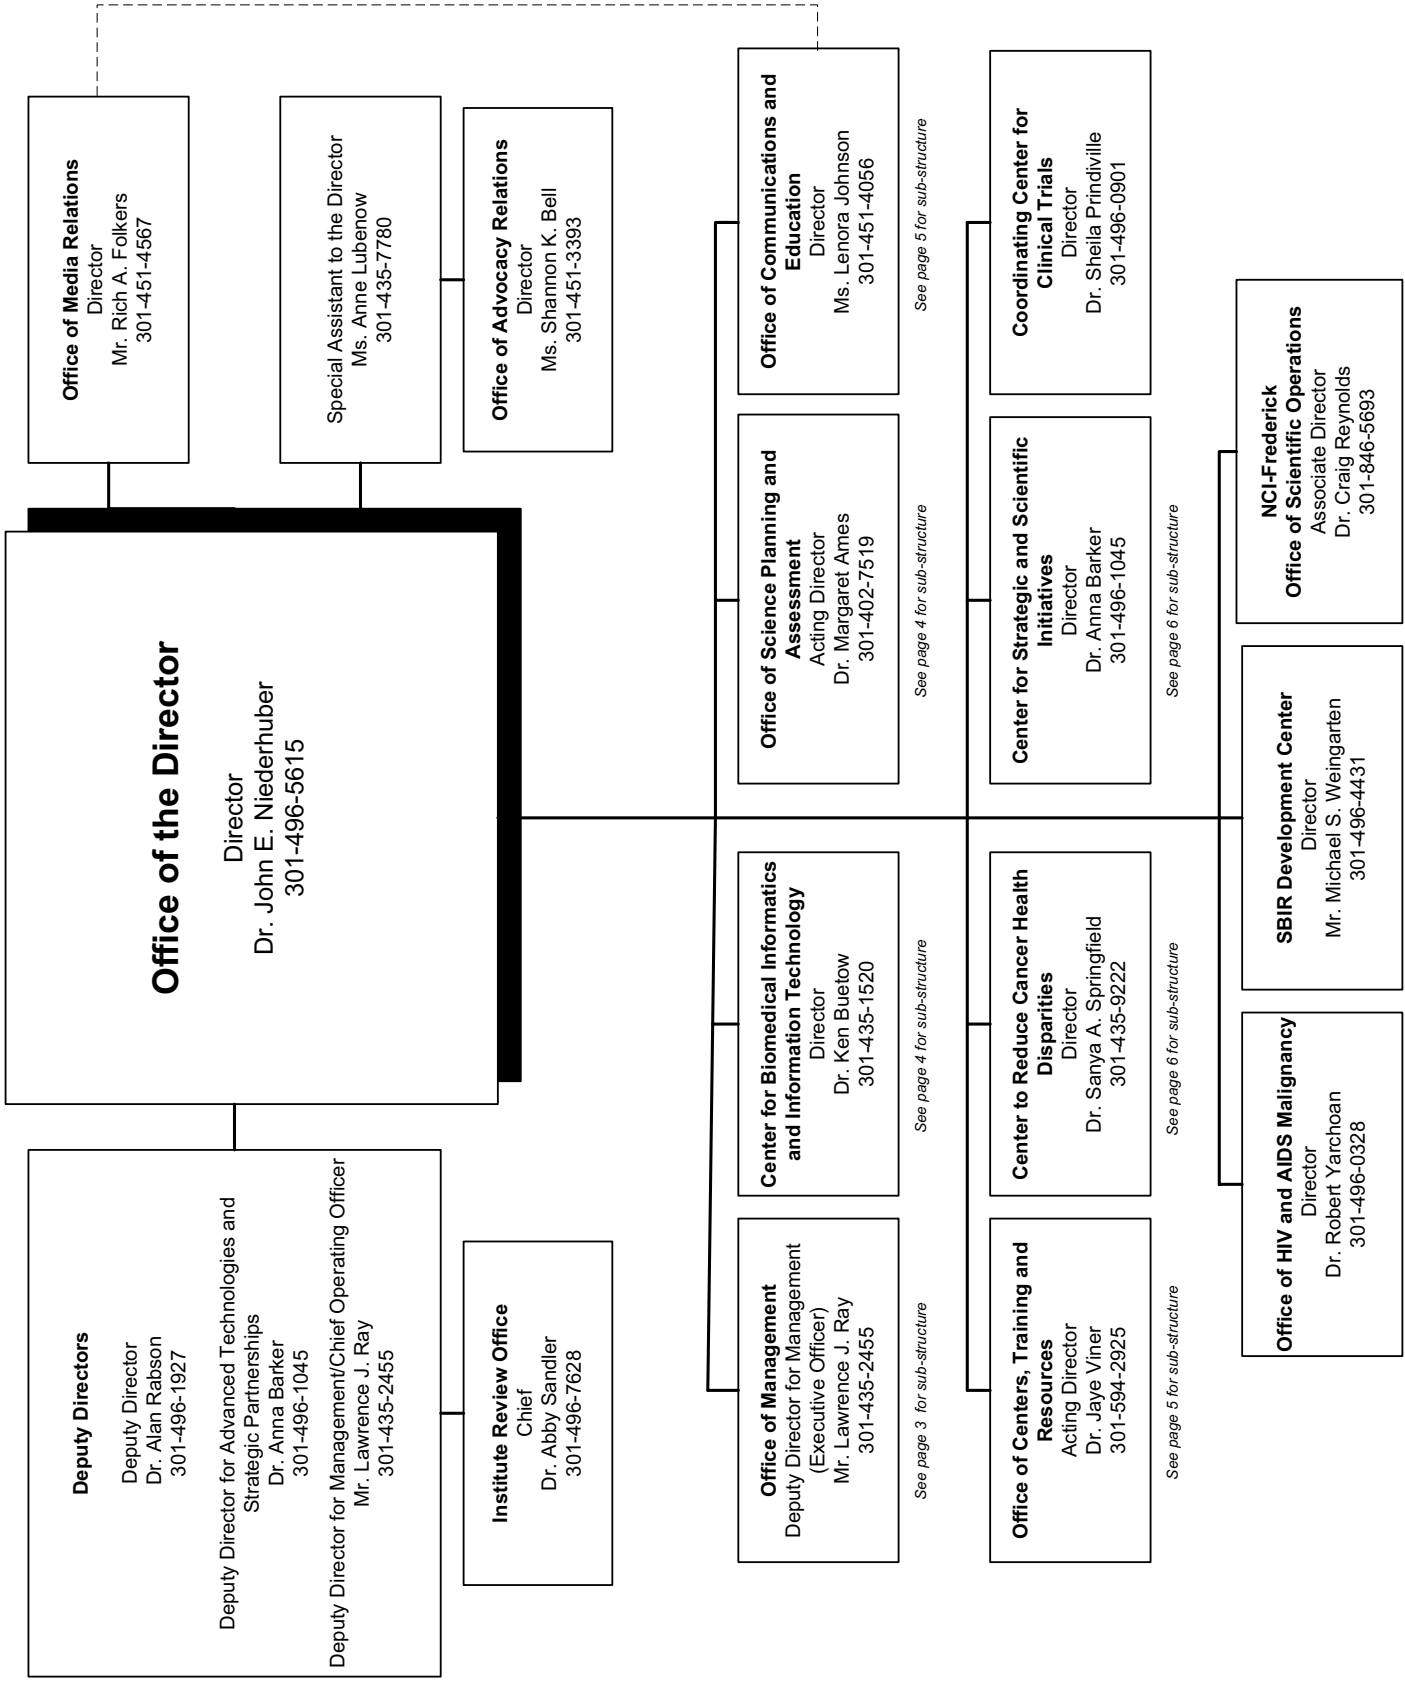 Office of the Director
Director
Dr. John E. Niederhuber
301-496-5615
Deputy Directors
Deputy Director
Dr. Alan Rabson
301-496-1927
Deputy Director for Advanced Technologies and
Strategic Partnerships
Dr. Anna Barker
301-496-1045
Deputy Director for Management/Chief Operating Officer
Mr. Lawrence J. Ray
301-435-2455
Office of Media Relations
Director
Mr. Rich A. Folkers
301-451-4567
Special Assistant to the Director
Ms. Anne Lubenow
301-435-7780
Institute Review Office
Chief
Dr. Abby Sandler
301-496-7628
Office of Advocacy Relations
Director
Ms. Shannon K. Bell
301-451-3393
Office of Management
Deputy Director for Management
(Executive Officer)
Mr. Lawrence J. Ray
301-435-2455
See page 3 for sub-structure
Center for Biomedical Informatics
and Information Technology
Director
Dr. Ken Buetow
301-435-1520
See page 4 for sub-structure
Office of Science Planning and
Assessment
Acting Director
Dr. Margaret Ames
301-402-7519
See page 4 for sub-structure
Office of Communications and
Education
Director
Ms. Lenora Johnson
301-451-4056
See page 5 for sub-structure
Office of Centers, Training and
Resources
Acting Director
Dr. Jaye Viner
301-594-2925
See page 5 for sub-structure
Center to Reduce Cancer Health
Disparities
Director
Dr. Sanya A. Springfield
301-435-9222
See page 6 for sub-structure
Center for Strategic and Scientific
Initiatives
Director
Dr. Anna Barker
301-496-1045
See page 6 for sub-structure
Coordinating Center for
Clinical Trials
Director
Dr. Sheila Prindiville
301-496-0901
Office of HIV and AIDS Malignancy
Director
Dr. Robert Yarchoan
301-496-0328
SBIR Development Center
Director
Mr. Michael S. Weingarten
301-496-4431
NCI-Frederick
Office of Scientific Operations
Associate Director
Dr. Craig Reynolds
301-846-5693